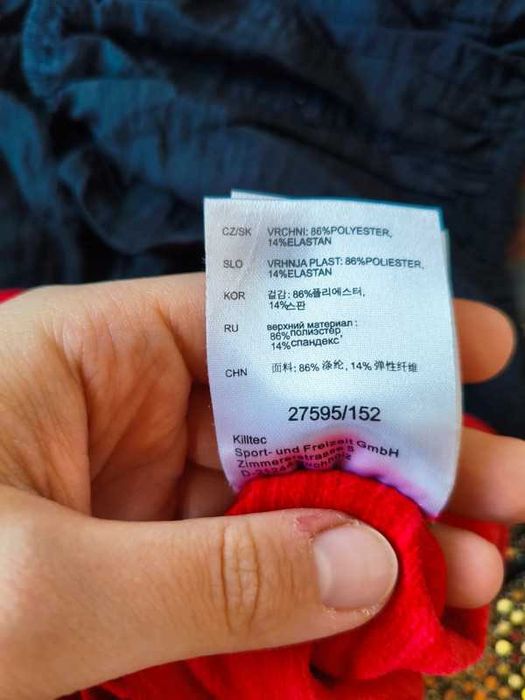 CZ/SK VRCHNI: 86%POLYESTER,
14%ELASTAN
SLO VRHNJA PLAST: 86%POLIESTER,
14%ELASTAN
KOR 겉감: 86%폴리에스터,
14%스판
RU верхний материал:
86%полиэстер
14%спандекс,
CHN 面料: 86% 涤纶, 14% 弹性纤维
27595/152
Killtec
Sport- und Freizeit GmbH